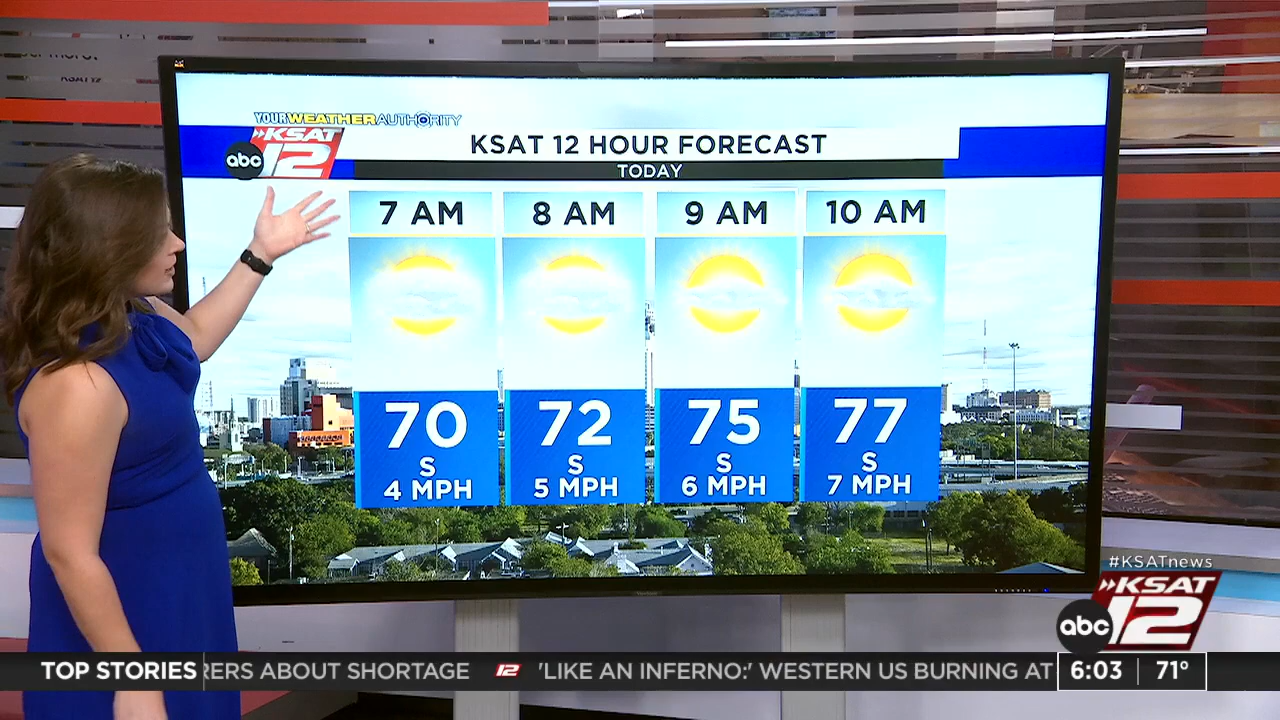 KSAT12
YOUR WEATHER AUTHORITY
KSAT
abc 12
KSAT 12 HOUR FORECAST
TODAY
7 AM 8 AM 9 AM 10 AM
70 72 75 77
S S S S
4 MPH 5 MPH 6 MPH 7 MPH
#KSATnews
KSAT
abc 12
TOP STORIES RERS ABOUT SHORTAGE 12 'LIKE AN INFERNO:' WESTERN US BURNING AT 6:03 71°